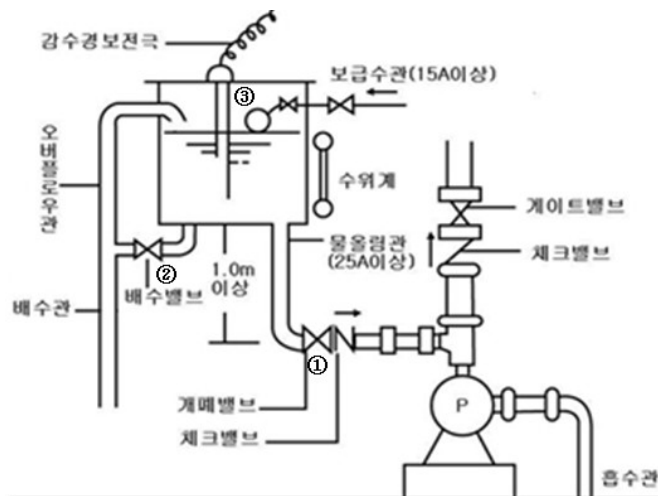 감수경보전극
보급수관(15A이상)
③
오버플로우관
수위계
게이트밸브
물올림관
(25A이상)
체크밸브
②
1.0m
이상
배수밸브
배수관
①
개폐밸브
체크밸브
P
흡수관